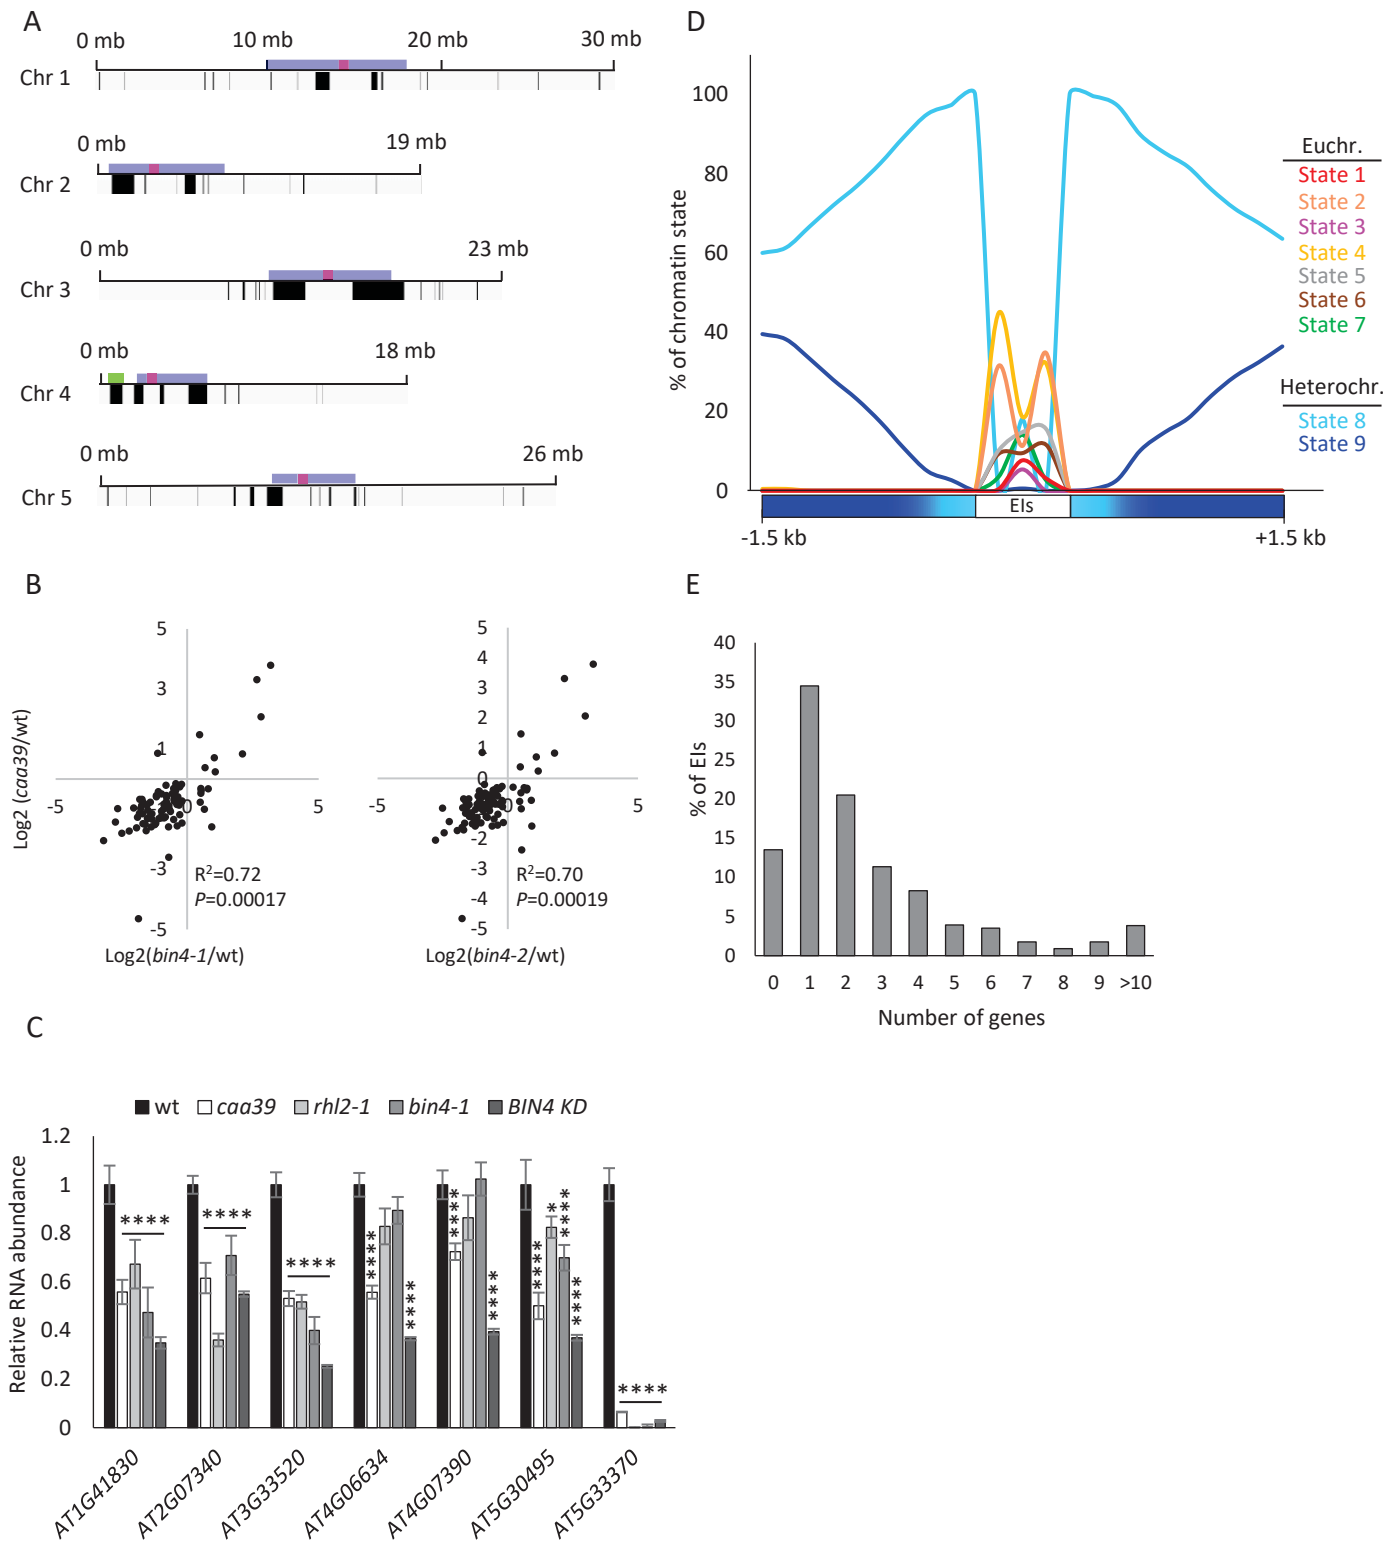 A
0 mb 10 mb 20 mb 30 mb
Chr 1
0 mb 19 mb
Chr 2
0 mb 23 mb
Chr 3
0 mb 18 mb
Chr 4
0 mb 26 mb
Chr 5
B
Log2 (caa39/wt)
5
3
1
-5 0 5
-3
-5
R²=0.72
P=0.00017
Log2(bin4-1/wt)
5
4
3
2
1
0
-5 0 5
-2
-3
-4
-5
R²=0.70
P=0.00019
Log2(bin4-2/wt)
C
wt caa39 rhl2-1 bin4-1 BIN4 KD
Relative RNA abundance
1.2
1
0.8
0.6
0.4
0.2
0
**** **** **** **** **** **** **** **** * **** **** ****
AT1G41830 AT2G07340 AT3G33520 AT4G06634 AT4G07390 AT5G30495 AT5G33370
D
% of chromatin state
100
80
60
40
20
0
EIs
-1.5 kb +1.5 kb
Euchr.
State 1
State 2
State 3
State 4
State 5
State 6
State 7
Heterochr.
State 8
State 9
E
% of EIs
40
35
30
25
20
15
10
5
0
0 1 2 3 4 5 6 7 8 9 >10
Number of genes